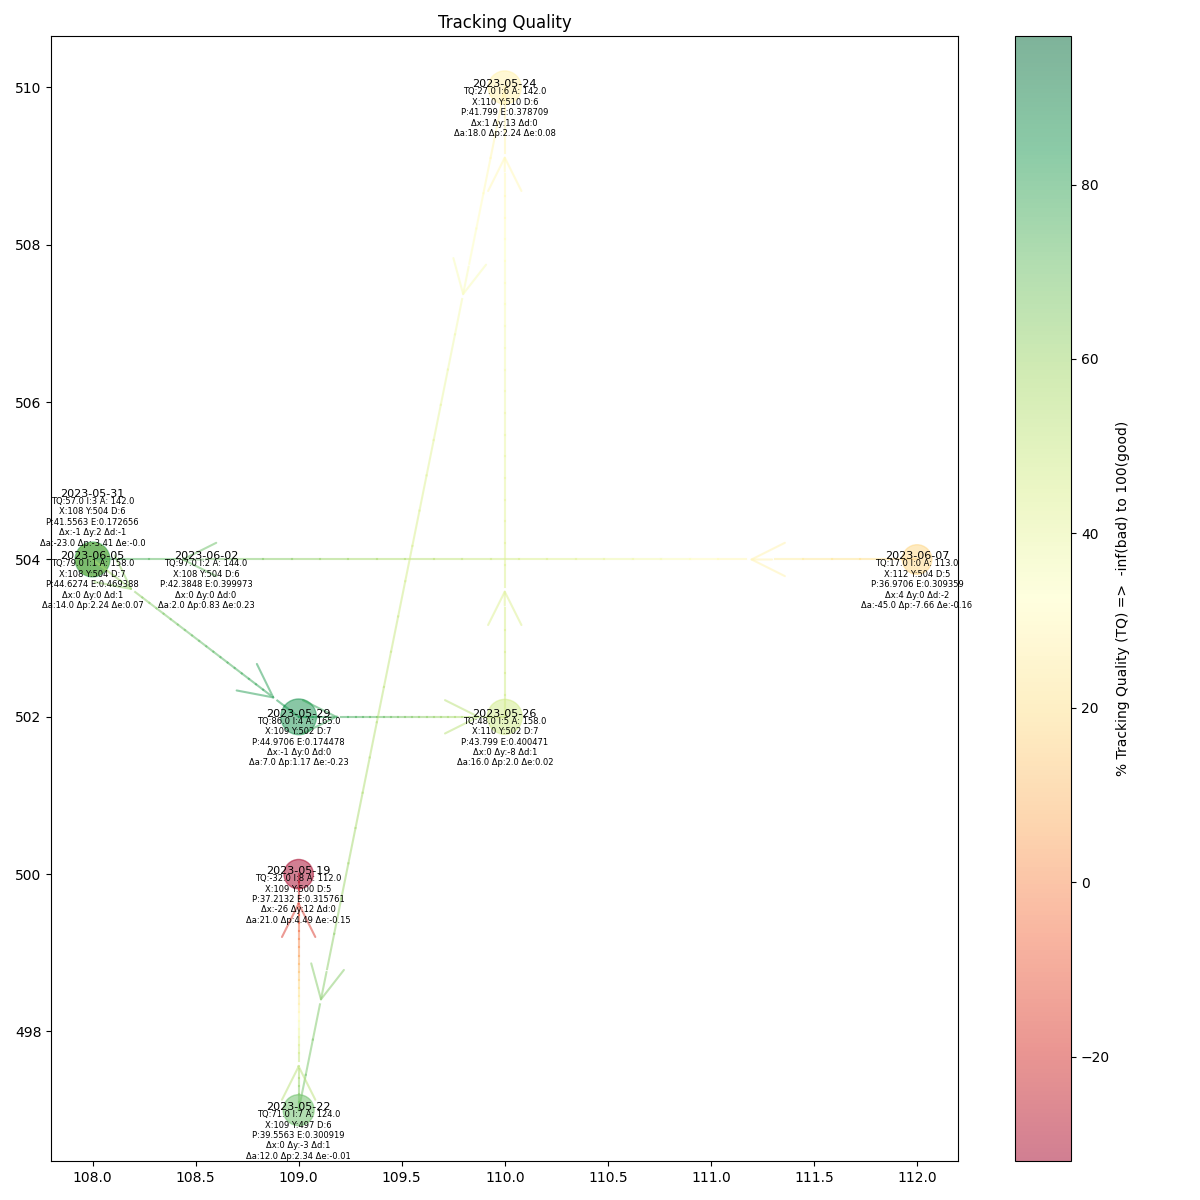 Tracking Quality
510
508
506
504
502
500
498
2023-05-24
TQ:27.0 I:6 A: 142.0
X:110 Y:510 D:6
P:41.799 E:0.378709
Δx:1 Δy:13 Δd:0
Δa:18.0 Δp:2.24 Δe:0.08
2023-05-31
TQ:57.0 I:3 A: 142.0
X:108 Y:504 D:6
P:41.5563 E:0.172656
Δx:-1 Δy:2 Δd:-1
Δa:-23.0 Δp:-3.41 Δe:-0.0
2023-06-05
TQ:79.0 I:1 A: 158.0
X:108 Y:504 D:7
P:44.6274 E:0.469388
Δx:0 Δy:0 Δd:1
Δa:14.0 Δp:2.24 Δe:0.07
2023-06-02
TQ:97.0 I:2 A: 144.0
X:108 Y:504 D:6
P:42.3848 E:0.399973
Δx:0 Δy:0 Δd:0
Δa:2.0 Δp:0.83 Δe:0.23
2023-06-07
TQ:17.0 I:0 A: 113.0
X:112 Y:504 D:5
P:36.9706 E:0.309359
Δx:4 Δy:0 Δd:-2
Δa:-45.0 Δp:-7.66 Δe:-0.16
2023-05-29
TQ:86.0 I:4 A: 165.0
X:109 Y:502 D:7
P:44.9706 E:0.174478
Δx:-1 Δy:0 Δd:0
Δa:7.0 Δp:1.17 Δe:-0.23
2023-05-26
TQ:48.0 I:5 A: 158.0
X:110 Y:502 D:7
P:43.799 E:0.400471
Δx:0 Δy:-8 Δd:1
Δa:16.0 Δp:2.0 Δe:0.02
2023-05-19
TQ:-32.0 I:8 A: 112.0
X:109 Y:500 D:5
P:37.2132 E:0.315761
Δx:-26 Δy:12 Δd:0
Δa:21.0 Δp:4.49 Δe:-0.15
2023-05-22
TQ:71.0 I:7 A: 124.0
X:109 Y:497 D:6
P:39.5563 E:0.300919
Δx:0 Δy:-3 Δd:1
Δa:12.0 Δp:2.34 Δe:-0.01
108.0 108.5 109.0 109.5 110.0 110.5 111.0 111.5 112.0
80
60
40
20
0
−20
% Tracking Quality (TQ) => -inf(bad) to 100(good)